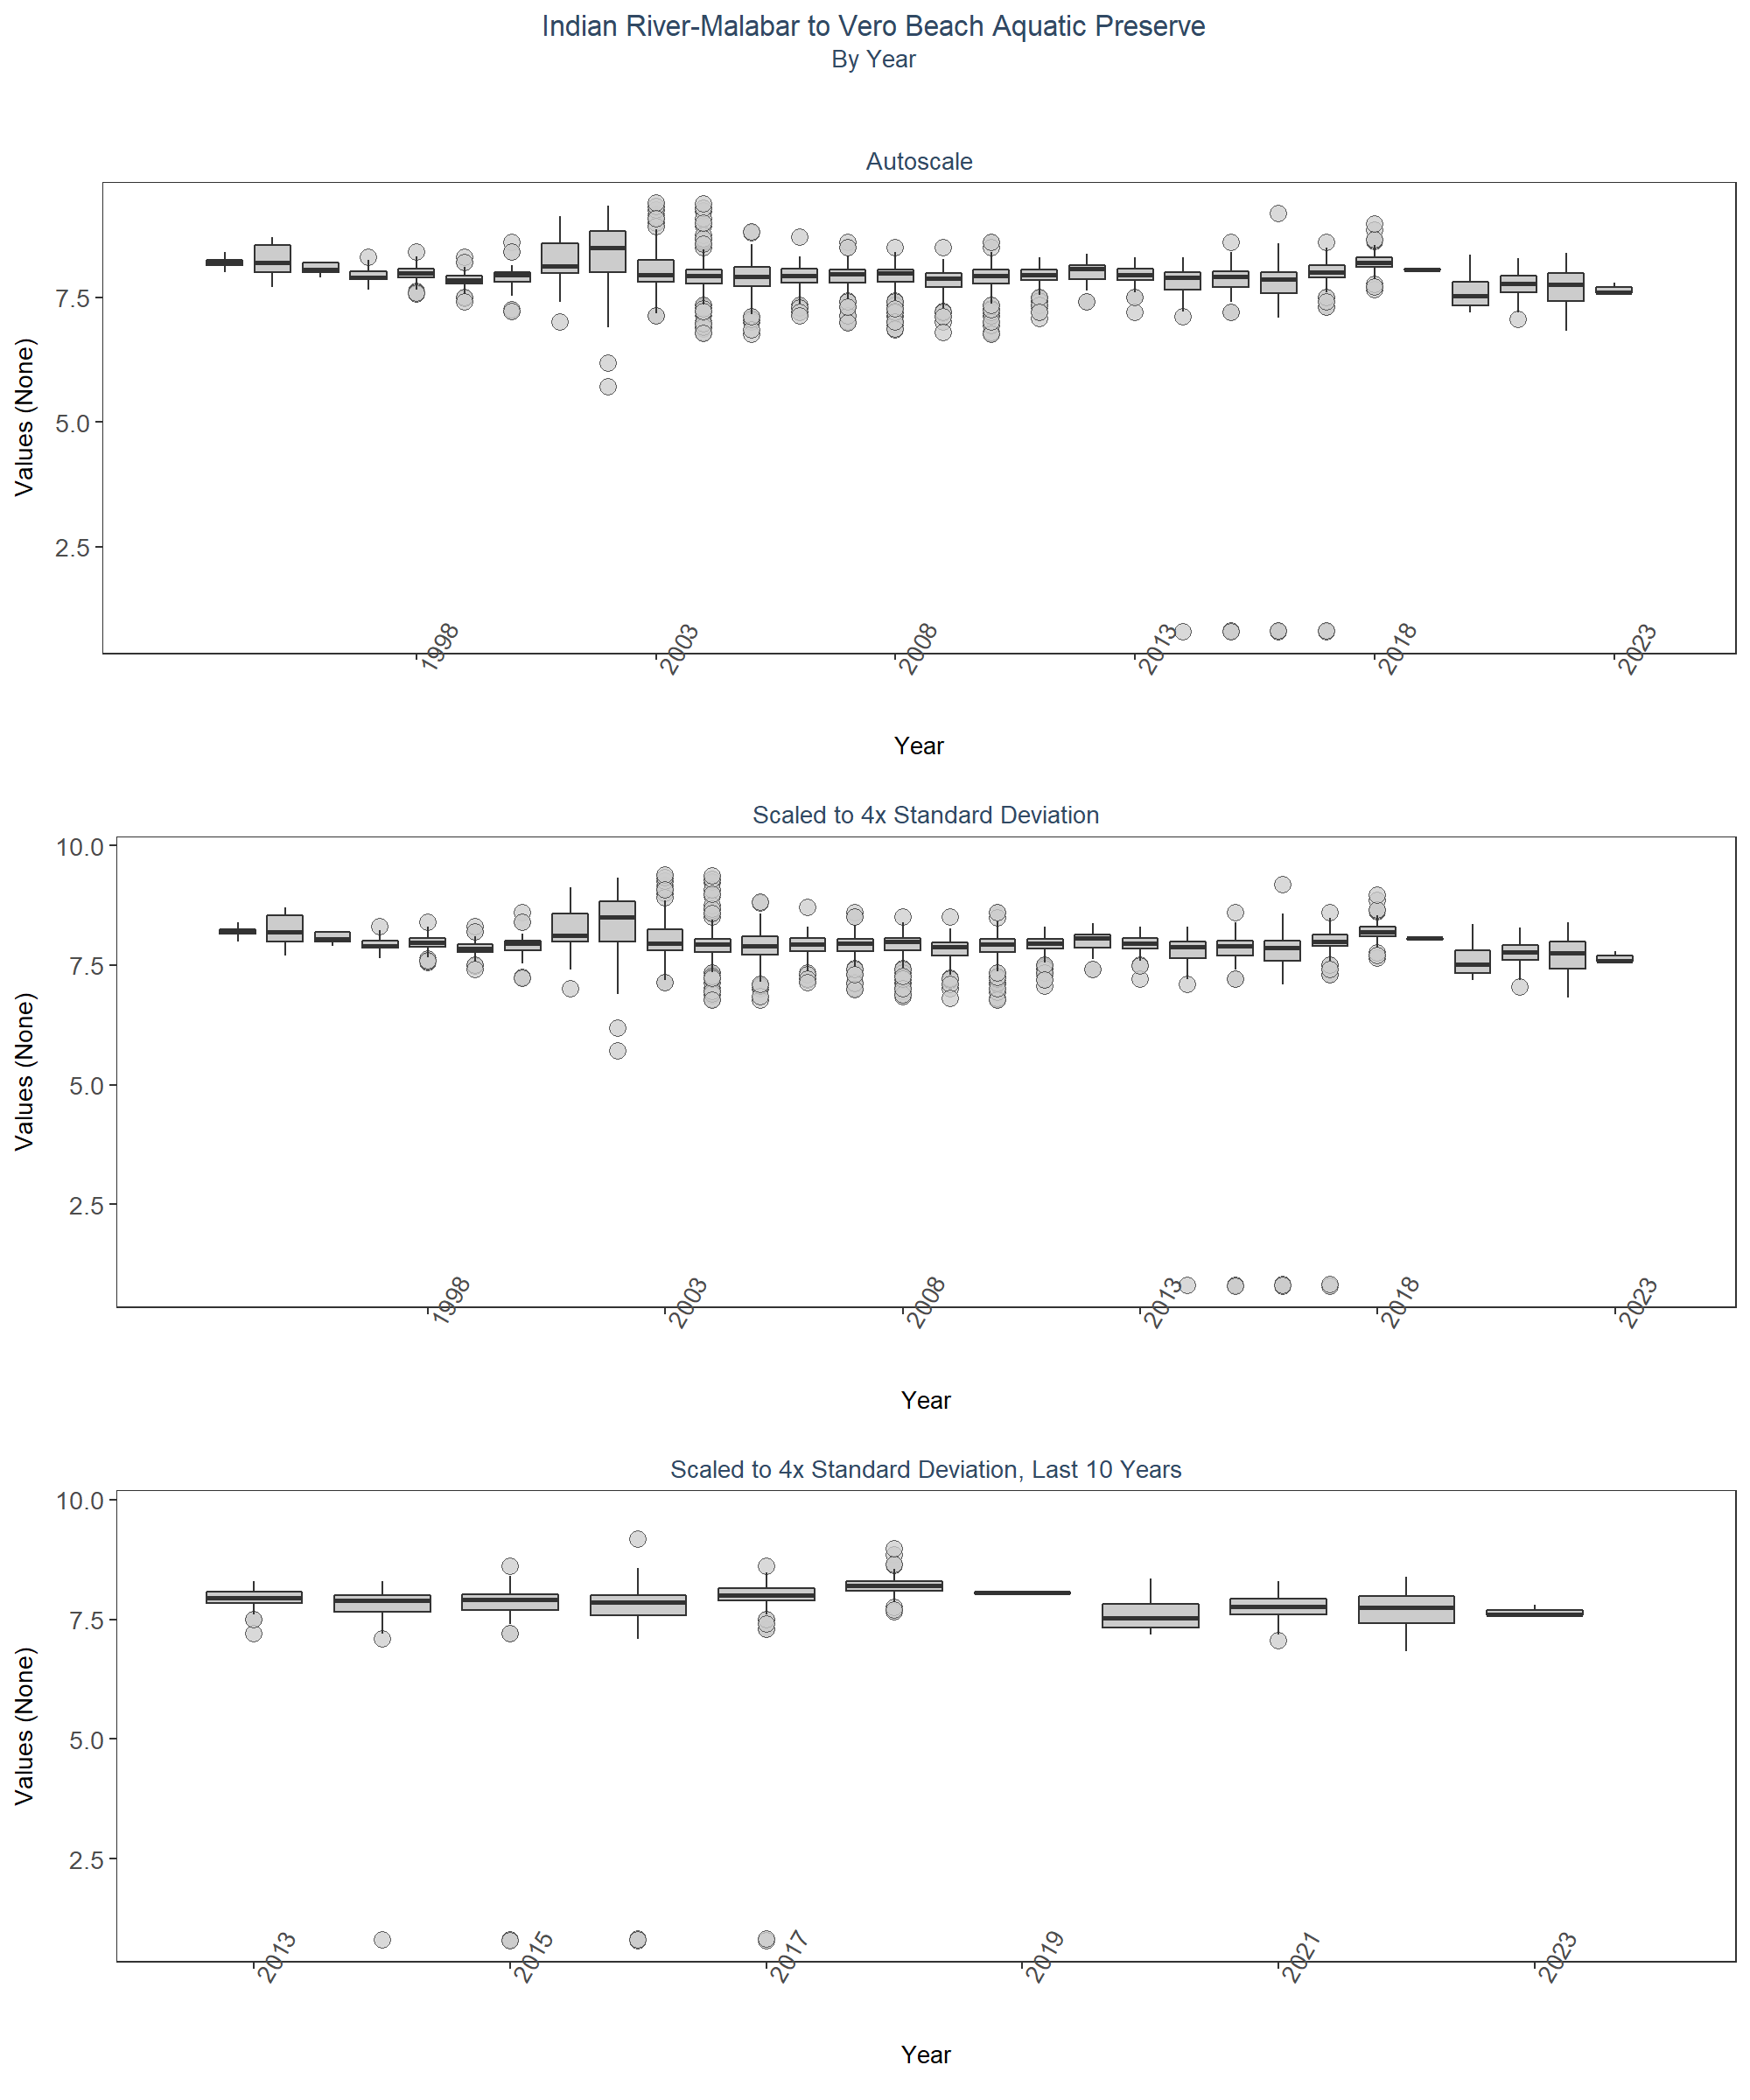 Indian River-Malabar to Vero Beach Aquatic Preserve
By Year
Autoscale
Values (None)
7.5
5.0
2.5
1998 2003 2008 2013 2018 2023
Year
Scaled to 4x Standard Deviation
Values (None)
10.0
7.5
5.0
2.5
1998 2003 2008 2013 2018 2023
Year
Scaled to 4x Standard Deviation, Last 10 Years
Values (None)
10.0
7.5
5.0
2.5
2013 2015 2017 2019 2021 2023
Year